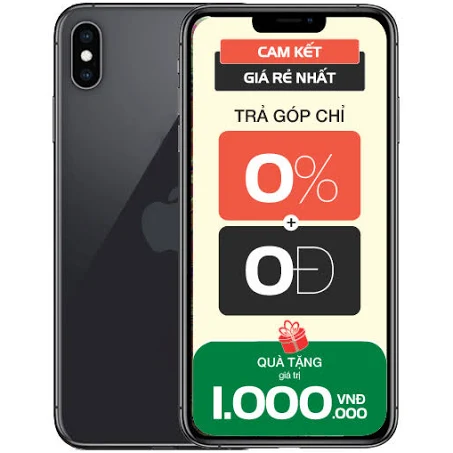 CAM KẾT
GIÁ RẺ NHẤT
TRẢ GÓP CHỈ
0%
+
0Đ
QUÀ TẶNG
giá trị
1.000.000 VNĐ